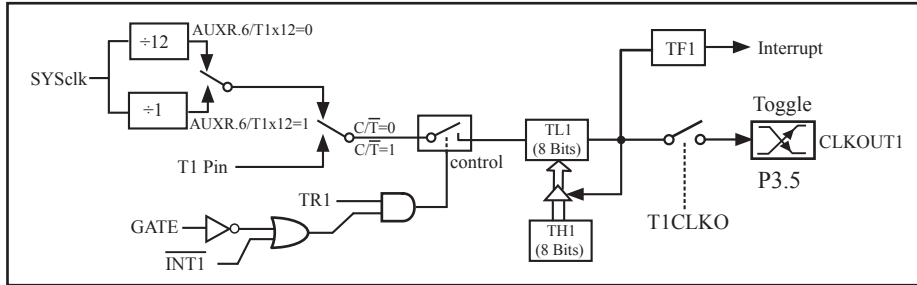 AUXR.6/T1x12=0
÷12
SYSclk
÷1
AUXR.6/T1x12=1
T1 Pin
C/T̅=0
C/T̅=1
control
TL1
(8 Bits)
TH1
(8 Bits)
TR1
GATE
I̅N̅T̅1̅
TF1
Interrupt
Toggle
CLKOUT1
P3.5
T1CLKO